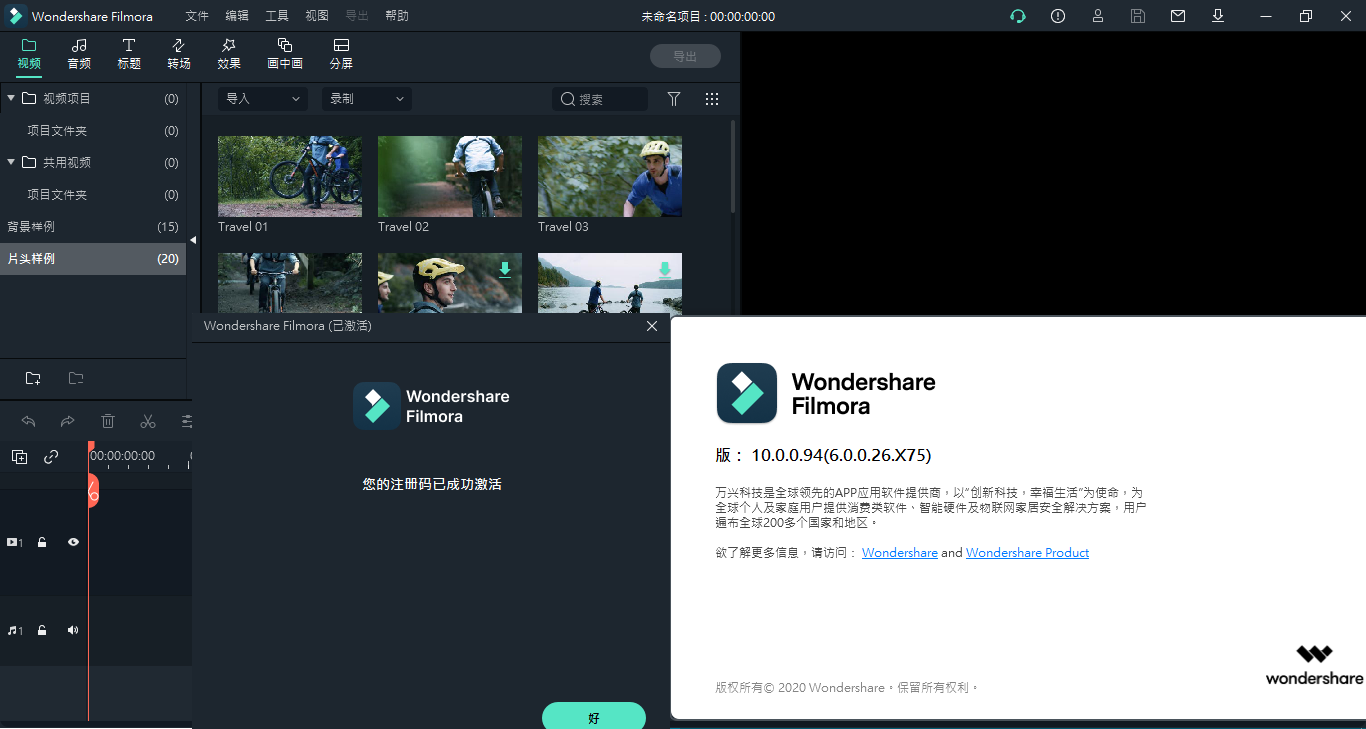 Wondershare Filmora 文件 编辑 工具 视图 导出 帮助 未命名项目 : 00:00:00:00
视频 音频 标题 转场 效果 画中画 分屏 导出
视频项目 (0)
项目文件夹 (0)
共用视频 (0)
项目文件夹 (0)
背景样例 (15)
片头样例 (20)
导入 录制 搜索
Travel 01 Travel 02 Travel 03
00:00:00:00
1
1
Wondershare Filmora (已激活)
Wondershare
Filmora
您的注册码已成功激活
好
Wondershare
Filmora
版： 10.0.0.94(6.0.0.26.X75)
万兴科技是全球领先的APP应用软件提供商，以“创新科技，幸福生活”为使命，为
全球个人及家庭用户提供消费类软件、智能硬件及物联网家居安全解决方案，用户
遍布全球200多个国家和地区。
欲了解更多信息，请访问： Wondershare and Wondershare Product
wondershare
版权所有© 2020 Wondershare。保留所有权利。